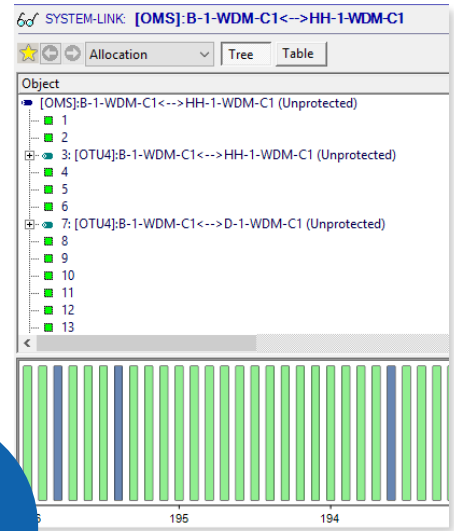 SYSTEM-LINK: [OMS]:B-1-WDM-C1<-->HH-1-WDM-C1
Allocation Tree Table
Object
[OMS]:B-1-WDM-C1<-->HH-1-WDM-C1 (Unprotected)
1
2
3: [OTU4]:B-1-WDM-C1<-->HH-1-WDM-C1 (Unprotected)
4
5
6
7: [OTU4]:B-1-WDM-C1<-->D-1-WDM-C1 (Unprotected)
8
9
10
11
12
13
195 194